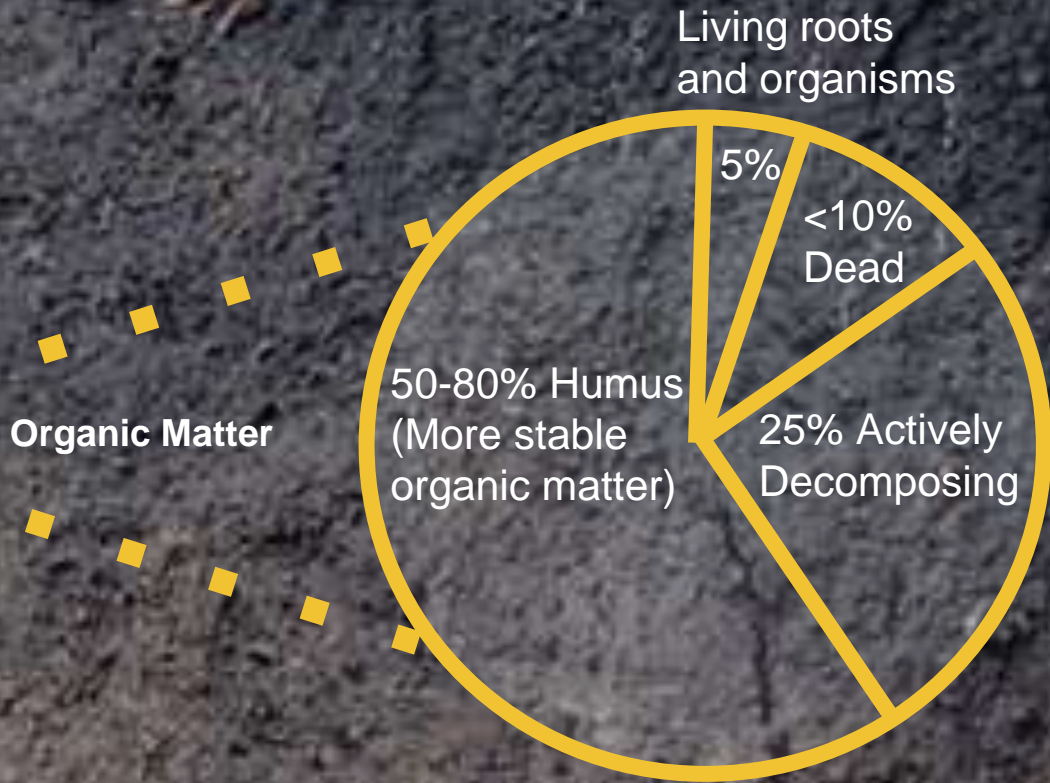 Living roots
and organisms
5%
<10%
Dead
50-80% Humus
(More stable
organic matter)
Organic Matter
25% Actively
Decomposing